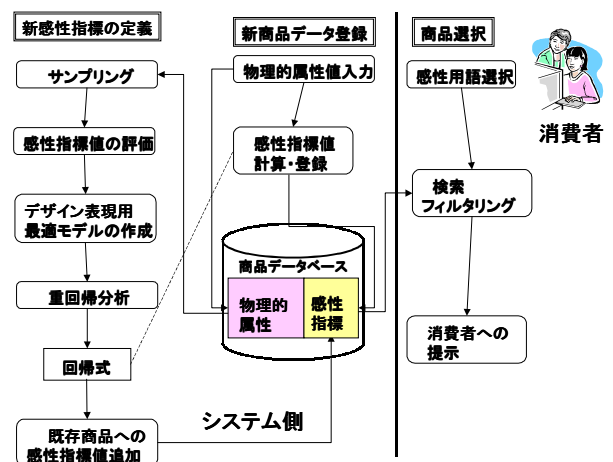 新感性指標の定義
サンプリング
感性指標値の評価
デザイン表現用
最適モデルの作成
重回帰分析
回帰式
既存商品への
感性指標値追加
新商品データ登録
物理的属性値入力
感性指標値
計算・登録
商品データベース
物理的
属性
感性
指標
システム側
商品選択
感性用語選択
検索
フィルタリング
消費者への
提示
消費者